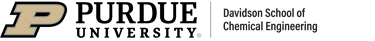 P
PURDUE
UNIVERSITY®
Davidson School of
Chemical Engineering